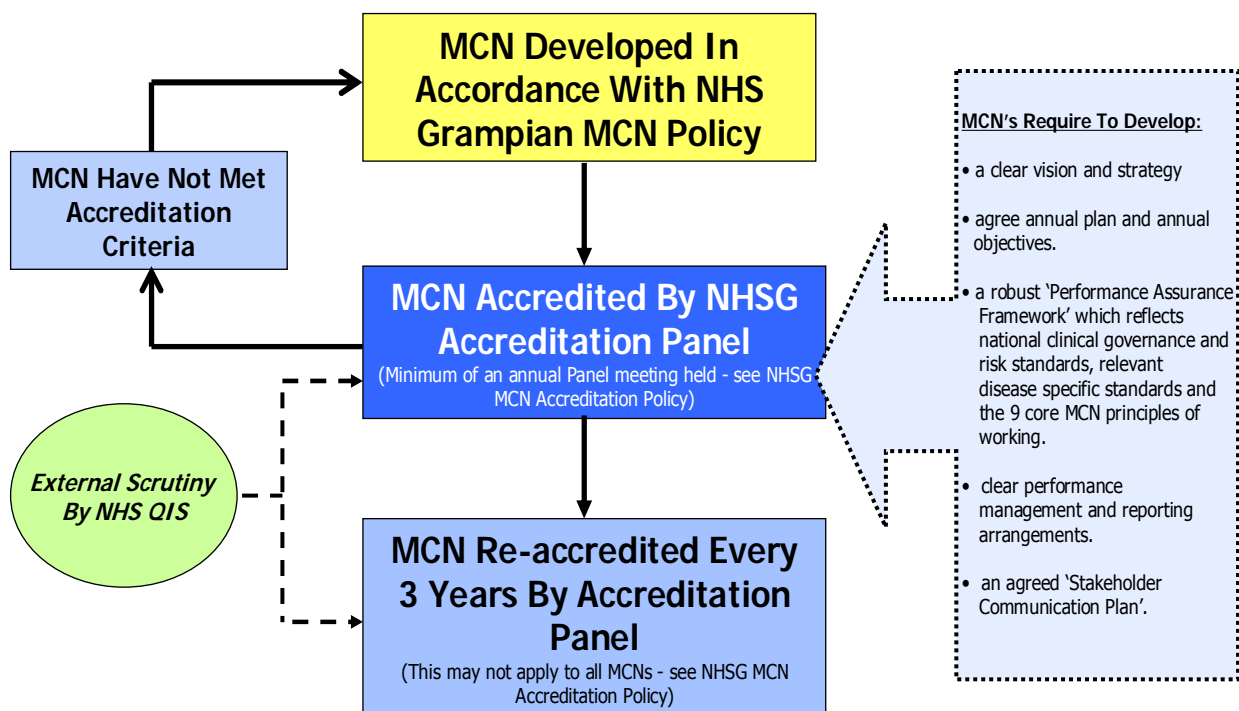 MCN Developed In
Accordance With NHS
Grampian MCN Policy
MCN Have Not Met
Accreditation
Criteria
MCN Accredited By NHSG
Accreditation Panel
(Minimum of an annual Panel meeting held - see NHSG
MCN Accreditation Policy)
External Scrutiny
By NHS QIS
MCN Re-accredited Every
3 Years By Accreditation
Panel
(This may not apply to all MCNs - see NHSG MCN
Accreditation Policy)
MCN's Require To Develop:
• a clear vision and strategy
• agree annual plan and annual
objectives.
• a robust ‘Performance Assurance
Framework’ which reflects
national clinical governance and
risk standards, relevant
disease specific standards and
the 9 core MCN principles of
working.
• clear performance
management and reporting
arrangements.
• an agreed ‘Stakeholder
Communication Plan’.